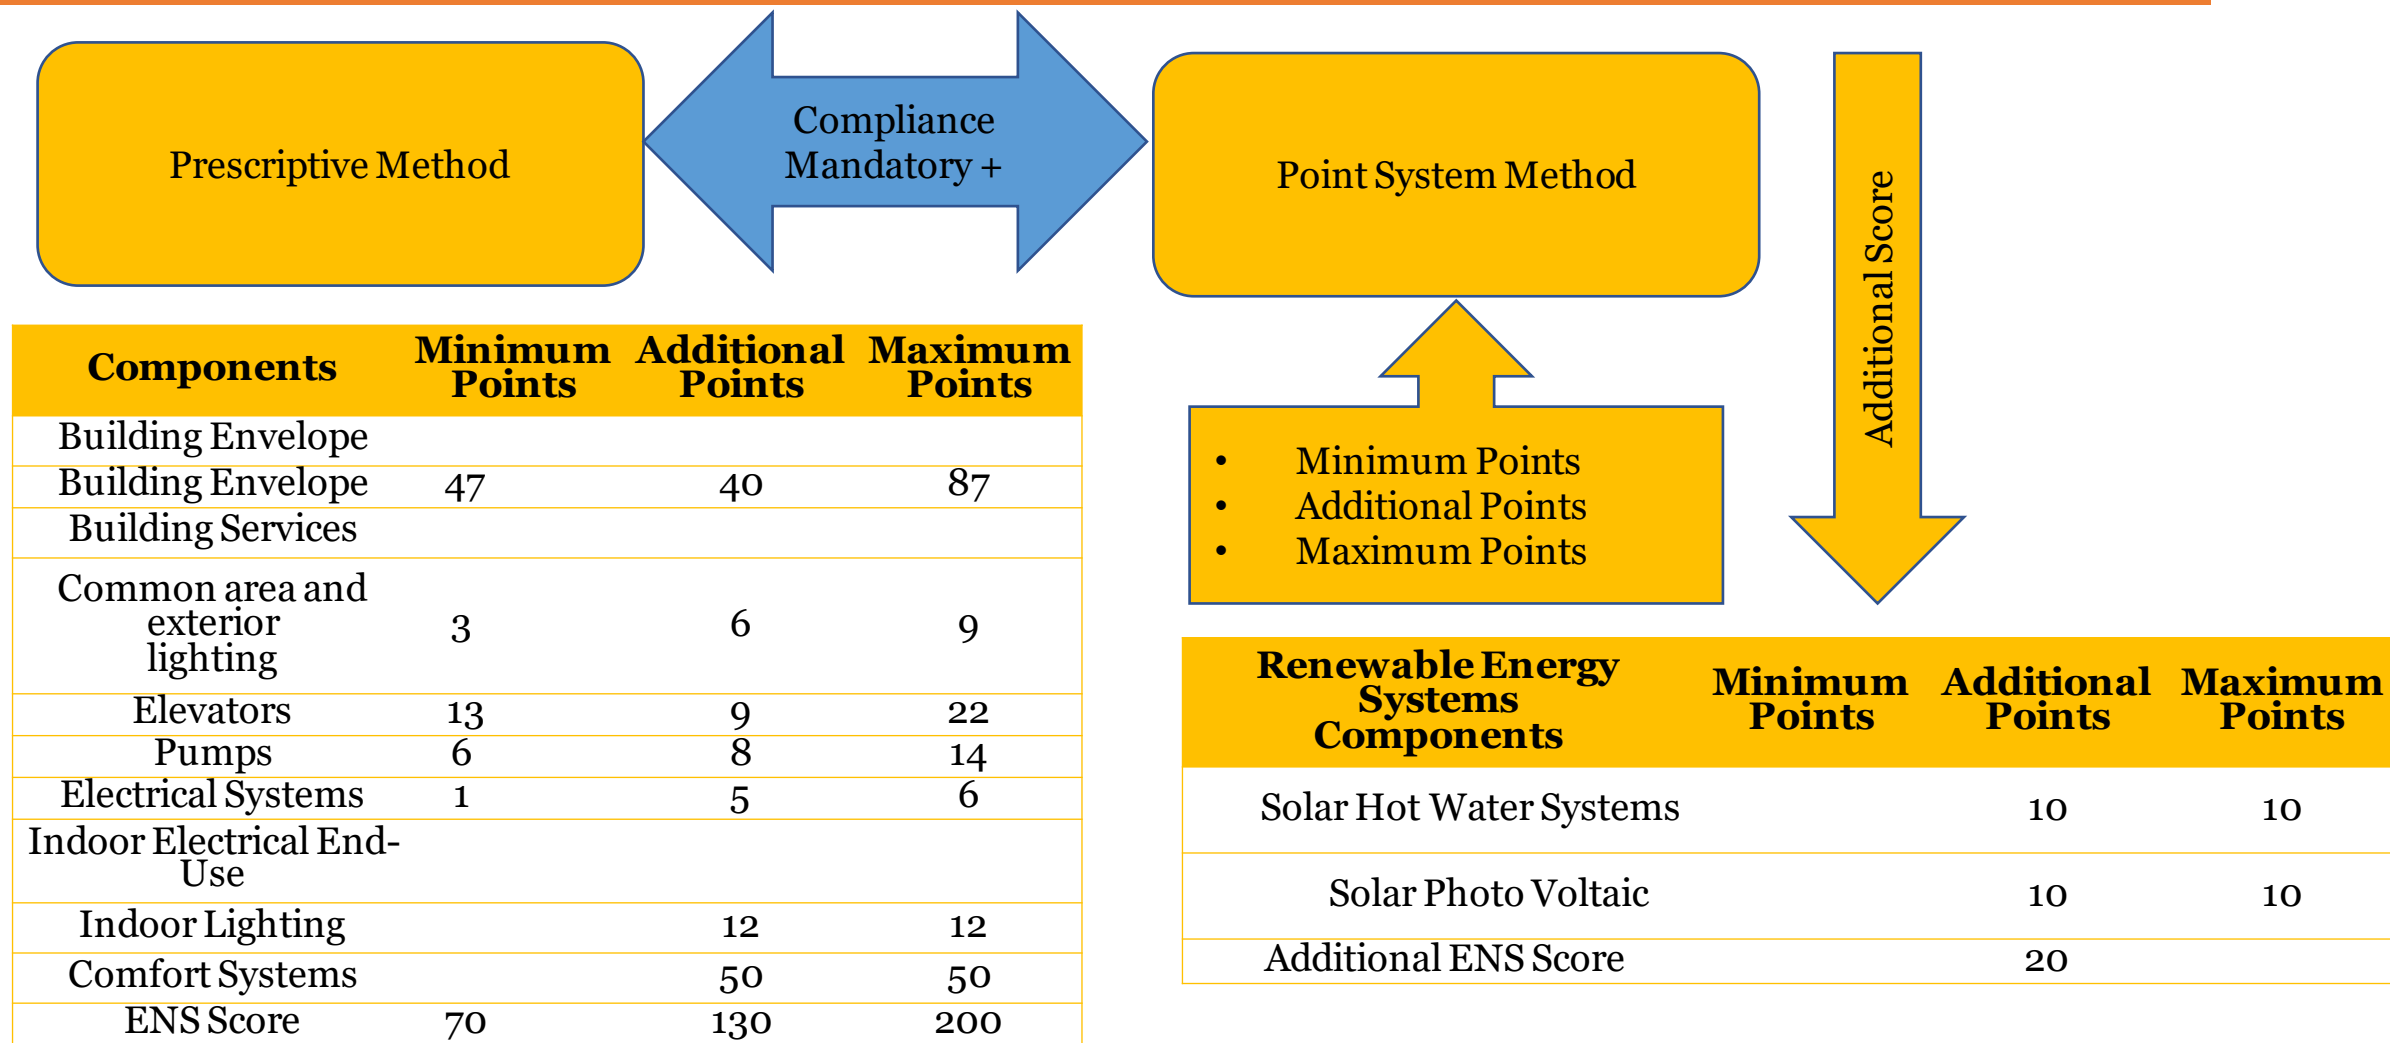 Prescriptive Method
Compliance
Mandatory +
Point System Method
Additional Score
• Minimum Points
• Additional Points
• Maximum Points
Components Minimum Points Additional Points Maximum Points
Building Envelope
Building Envelope 47 40 87
Building Services
Common area and
exterior
lighting 3 6 9
Elevators 13 9 22
Pumps 6 8 14
Electrical Systems 1 5 6
Indoor Electrical End-
Use
Indoor Lighting 12 12
Comfort Systems 50 50
ENS Score 70 130 200
Renewable Energy
Systems
Components Minimum Points Additional Points Maximum Points
Solar Hot Water Systems 10 10
Solar Photo Voltaic 10 10
Additional ENS Score 20